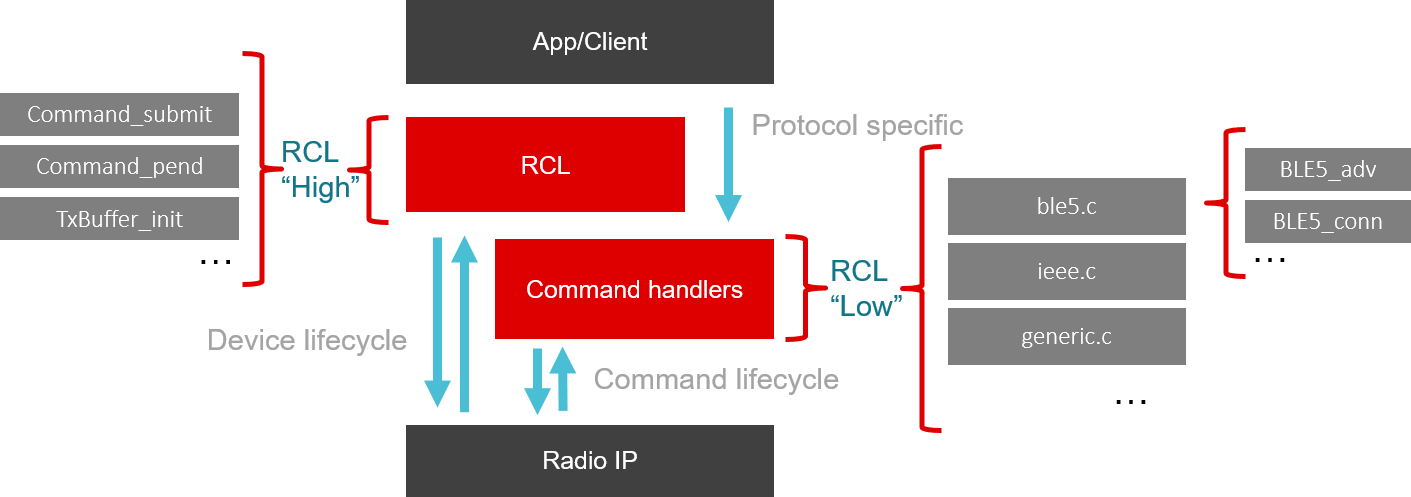 App/Client
Command_submit
Command_pend
TxBuffer_init
...
RCL
“High”
RCL
Protocol specific
Command handlers
RCL
“Low”
ble5.c
ieee.c
generic.c
...
BLE5_adv
BLE5_conn
...
Device lifecycle
Command lifecycle
Radio IP